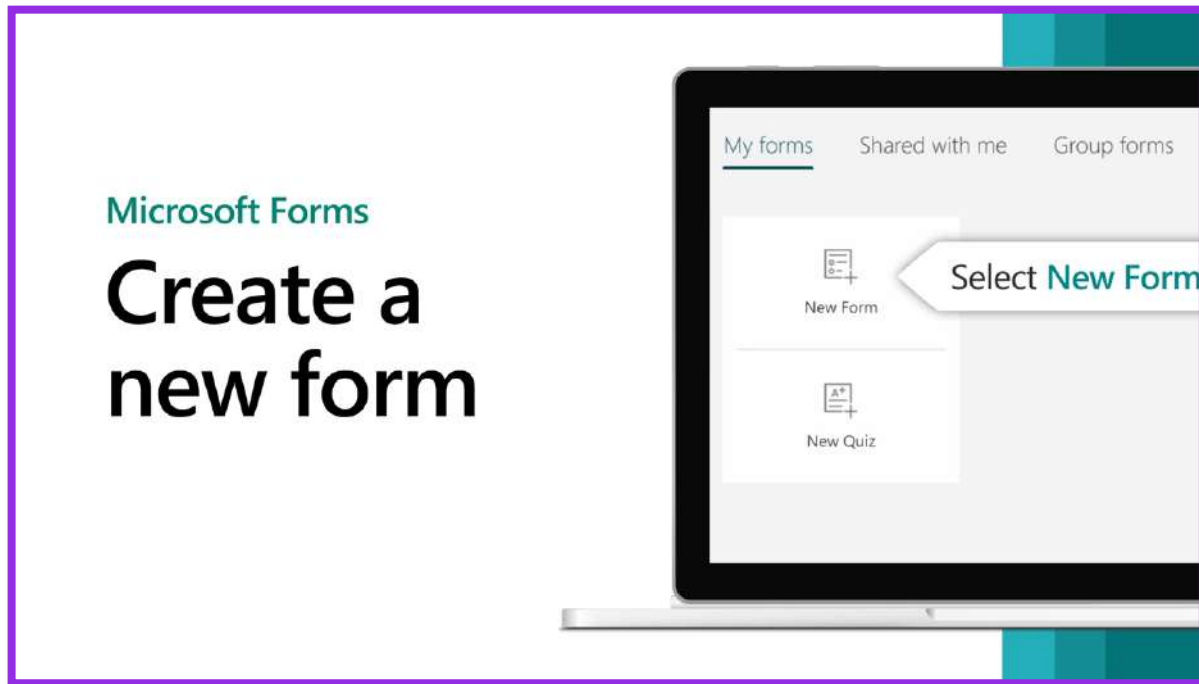 Microsoft Forms
Create a
new form
My forms Shared with me Group forms
New Form
Select New Form
New Quiz